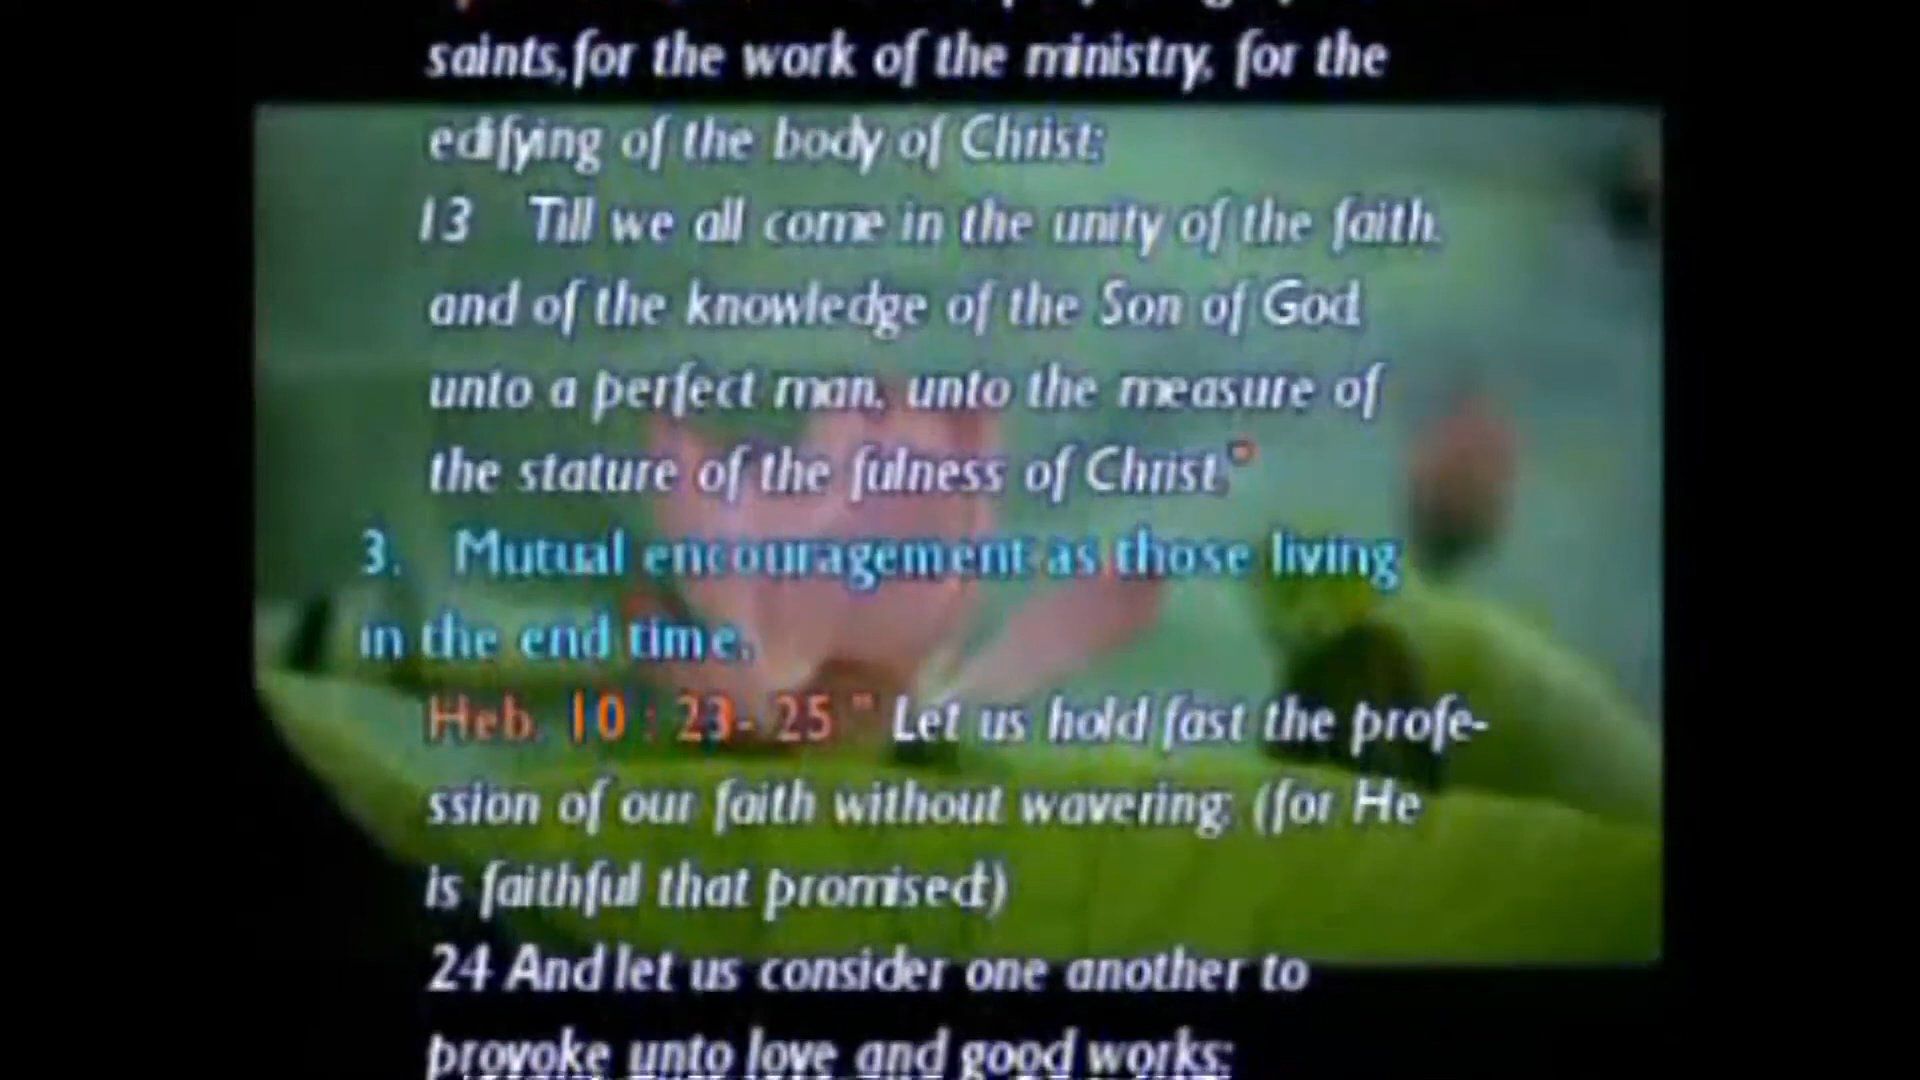 saints, for the work of the ministry, for the
edifying of the body of Christ:
13 Till we all come in the unity of the faith,
and of the knowledge of the Son of God,
unto a perfect man, unto the measure of
the stature of the fulness of Christ."
3. Mutual encouragement as those living
in the end time.
Heb. 10 : 23- 25 " Let us hold fast the profe-
ssion of our faith without wavering; (for He
is faithful that promised;)
24 And let us consider one another to
provoke unto love and good works: